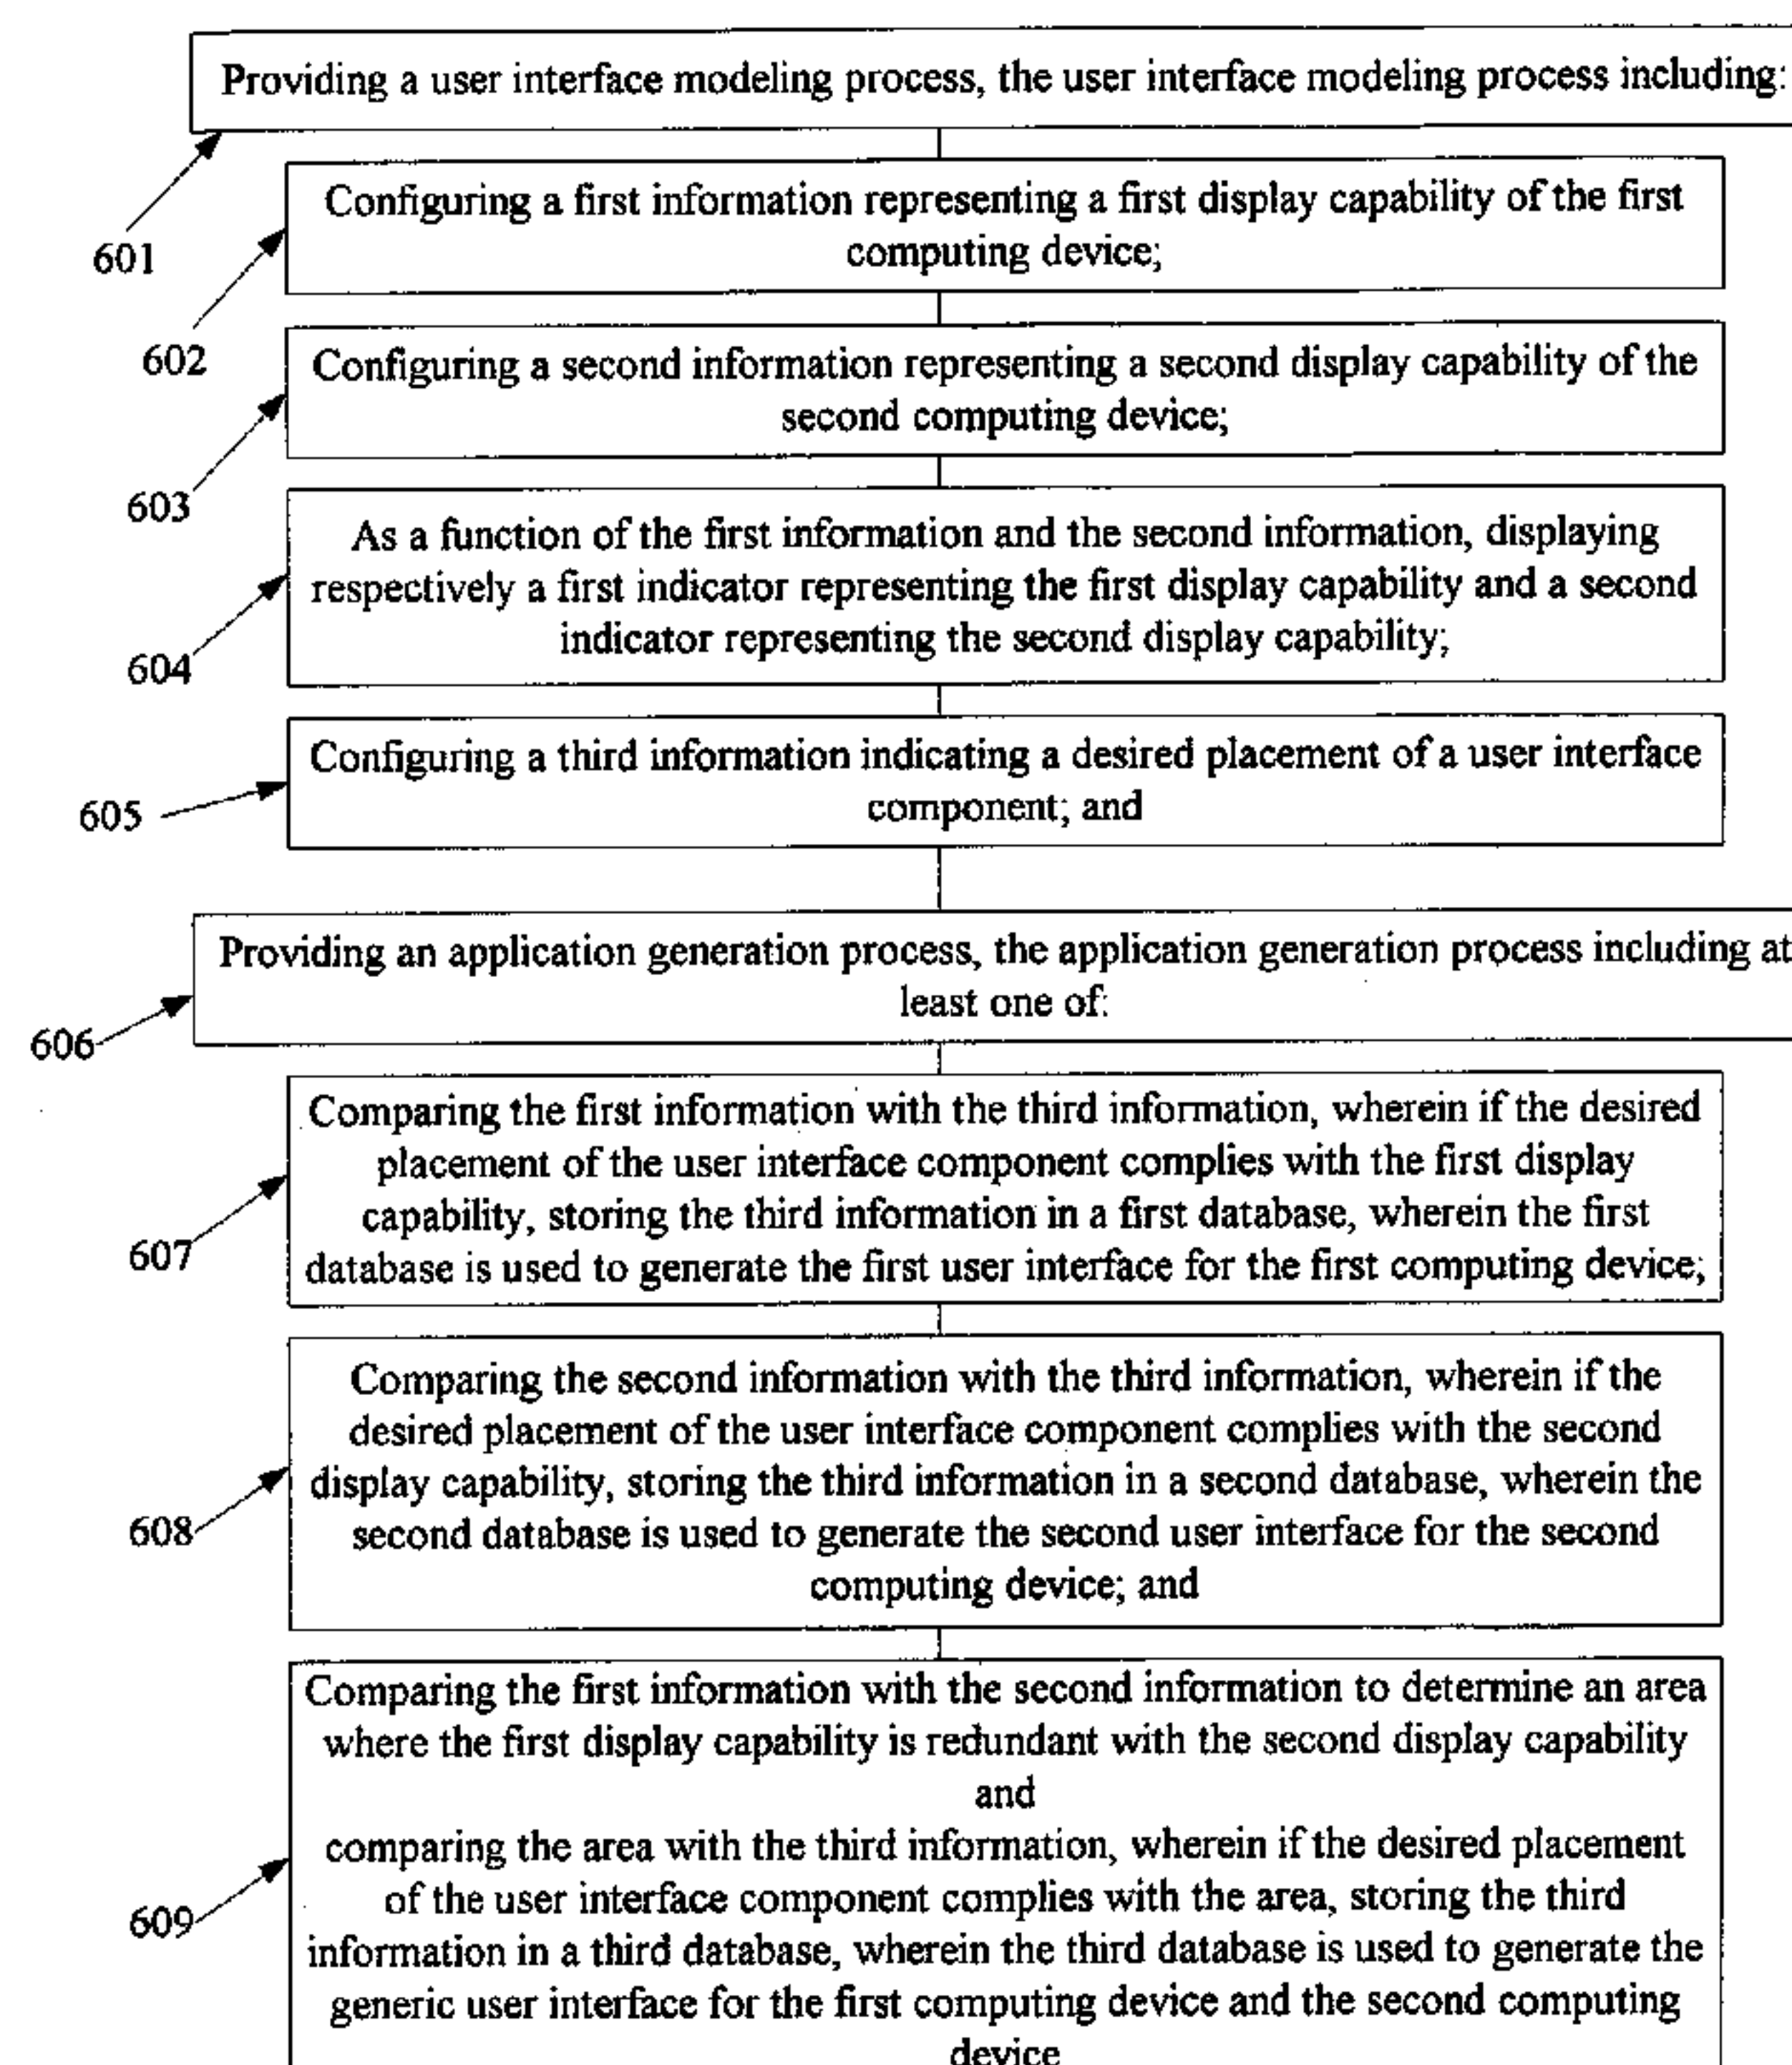 Providing a user interface modeling process, the user interface modeling process including:
601
Configuring a first information representing a first display capability of the first
computing device;
602
Configuring a second information representing a second display capability of the
second computing device;
603
As a function of the first information and the second information, displaying
respectively a first indicator representing the first display capability and a second
indicator representing the second display capability;
604
Configuring a third information indicating a desired placement of a user interface
component; and
605
Providing an application generation process, the application generation process including at
least one of:
606
Comparing the first information with the third information, wherein if the desired
placement of the user interface component complies with the first display
capability, storing the third information in a first database, wherein the first
database is used to generate the first user interface for the first computing device;
607
Comparing the second information with the third information, wherein if the
desired placement of the user interface component complies with the second
display capability, storing the third information in a second database, wherein the
second database is used to generate the second user interface for the second
computing device; and
608
Comparing the first information with the second information to determine an area
where the first display capability is redundant with the second display capability
and
comparing the area with the third information, wherein if the desired placement
of the user interface component complies with the area, storing the third
information in a third database, wherein the third database is used to generate the
generic user interface for the first computing device and the second computing
device
609